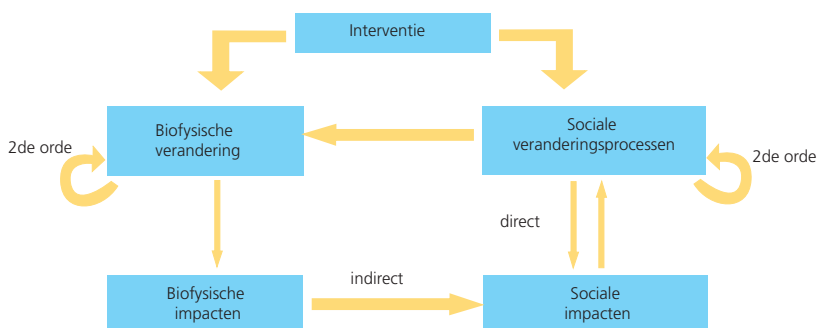 Interventie
Biofysische
verandering
Sociale
veranderingsprocessen
2de orde
2de orde
direct
indirect
Biofysische
impacten
Sociale
impacten